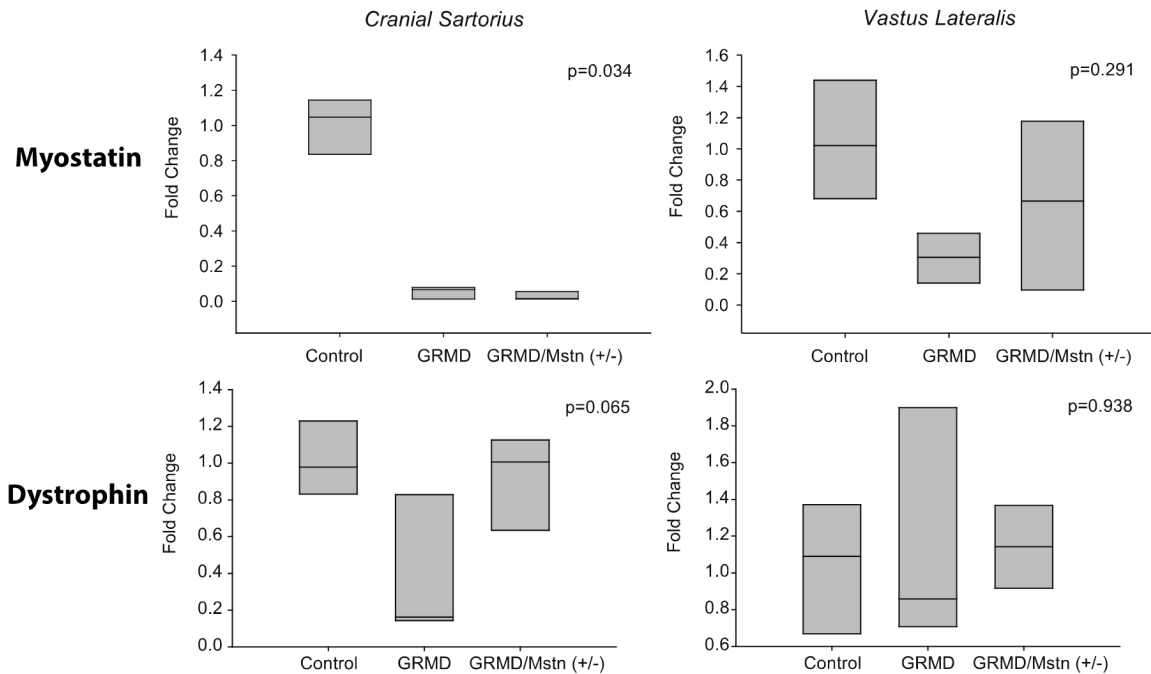 Cranial Sartorius
Vastus Lateralis
Myostatin
Fold Change
1.4
1.2
1.0
0.8
0.6
0.4
0.2
0.0
p=0.034
Control GRMD GRMD/Mstn (+/-)
Fold Change
1.6
1.4
1.2
1.0
0.8
0.6
0.4
0.2
0.0
p=0.291
Control GRMD GRMD/Mstn (+/-)
Dystrophin
Fold Change
1.4
1.2
1.0
0.8
0.6
0.4
0.2
0.0
p=0.065
Control GRMD GRMD/Mstn (+/-)
Fold Change
2.0
1.8
1.6
1.4
1.2
1.0
0.8
0.6
p=0.938
Control GRMD GRMD/Mstn (+/-)